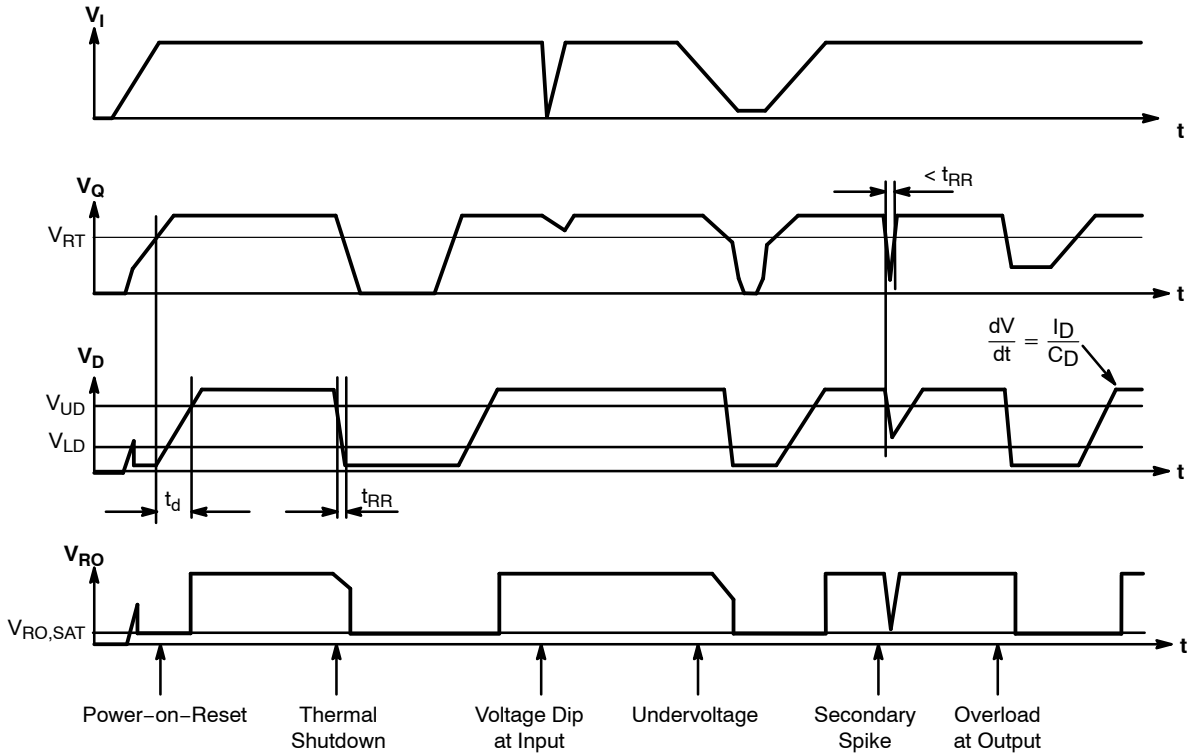 V_I
t
V_Q
V_RT
< t_RR
t
dV/dt = I_D/C_D
V_D
V_UD
V_LD
t
t_d
t_RR
V_RO
V_RO,SAT
t
Power−on−Reset
Thermal
Shutdown
Voltage Dip
at Input
Undervoltage
Secondary
Spike
Overload
at Output